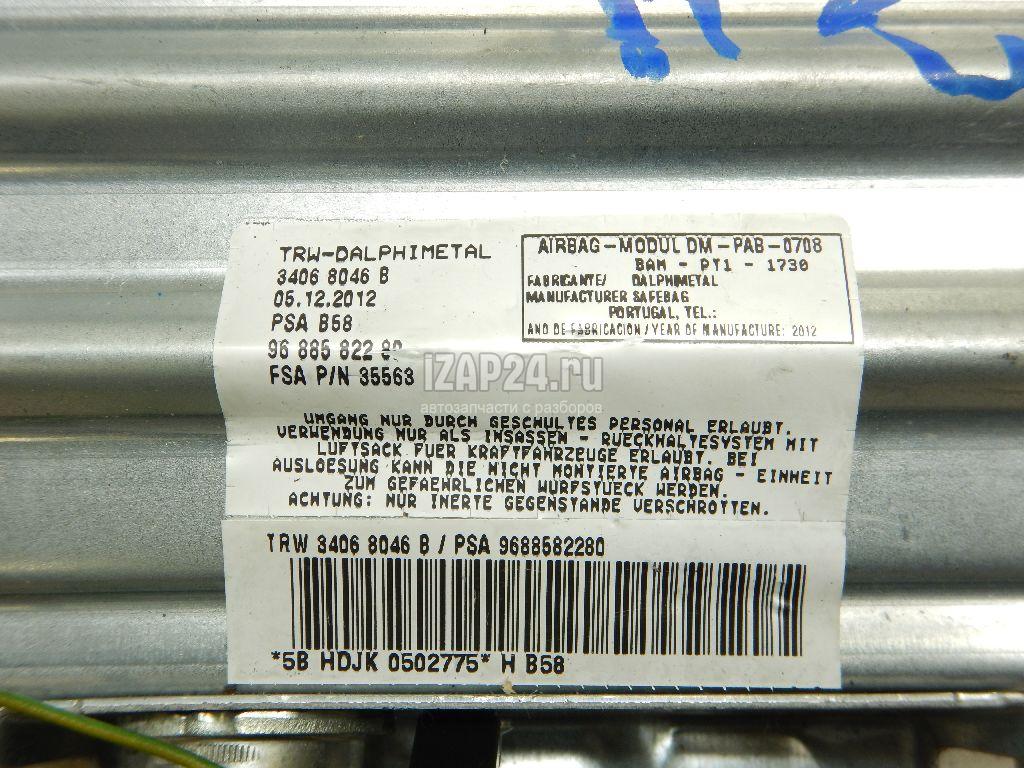 TRW-DALPHIMETAL
3406 8046 B
05.12.2012
PSA B58
96 885 822 80
FSA P/N 35563
AIRBAG-MODUL DM-PAB-0708
BAM - PT1 - 1730
FABRICANTE/ DALPHIMETAL
MANUFACTURER SAFEBAG
PORTUGAL, TEL.:
ANO DE FABRICACION / YEAR OF MANUFACTURE: 2012
iZAP24.ru
автозапчасти с разборов
UMGANG NUR DURCH GESCHULTES PERSONAL ERLAUBT.
VERWENDUNG NUR ALS INSASSEN - RUECKHALTESYSTEM MIT
LUFTSACK FUER KRAFTFAHRZEUGE ERLAUBT. BEI
AUSLOESUNG KANN DIE NICHT MONTIERTE AIRBAG - EINHEIT
ZUM GEFAEHRLICHEN WURFSTUECK WERDEN.
ACHTUNG: NUR INERTE GEGENSTANDE VERSCHROTTEN.
TRW 3406 8046 B / PSA 9688582280
*5B HDJK 0502775* H B58